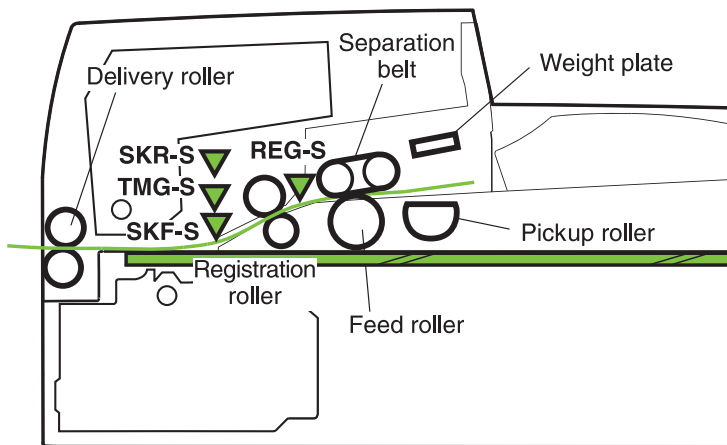 Separation
belt
Delivery roller
Weight plate
SKR-S
REG-S
TMG-S
SKF-S
Pickup roller
Registration
roller
Feed roller